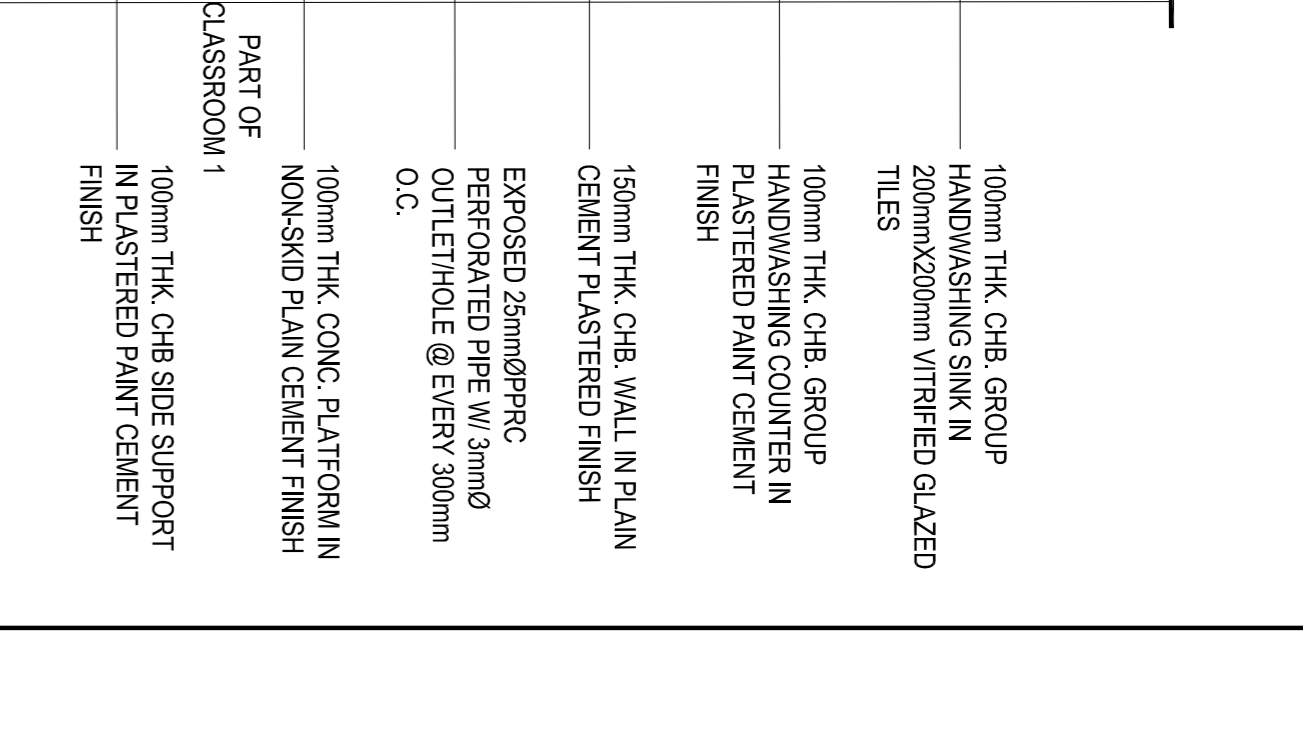 100mm THK. CHB. GROUP
HANDWASHING SINK IN
200mmX200mm VITRIFIED GLAZED
TILES
100mm THK. CHB. GROUP
HANDWASHING COUNTER IN
PLASTERED PAINT CEMENT
FINISH
150mm THK. CHB. WALL IN PLAIN
CEMENT PLASTERED FINISH
EXPOSED 25mmØPPRC
PERFORATED PIPE W/ 3mmØ
OUTLET/HOLE @ EVERY 300mm
O.C.
100mm THK. CONC. PLATFORM IN
NON-SKID PLAIN CEMENT FINISH
PART OF
CLASSROOM 1
100mm THK. CHB SIDE SUPPORT
IN PLASTERED PAINT CEMENT
FINISH